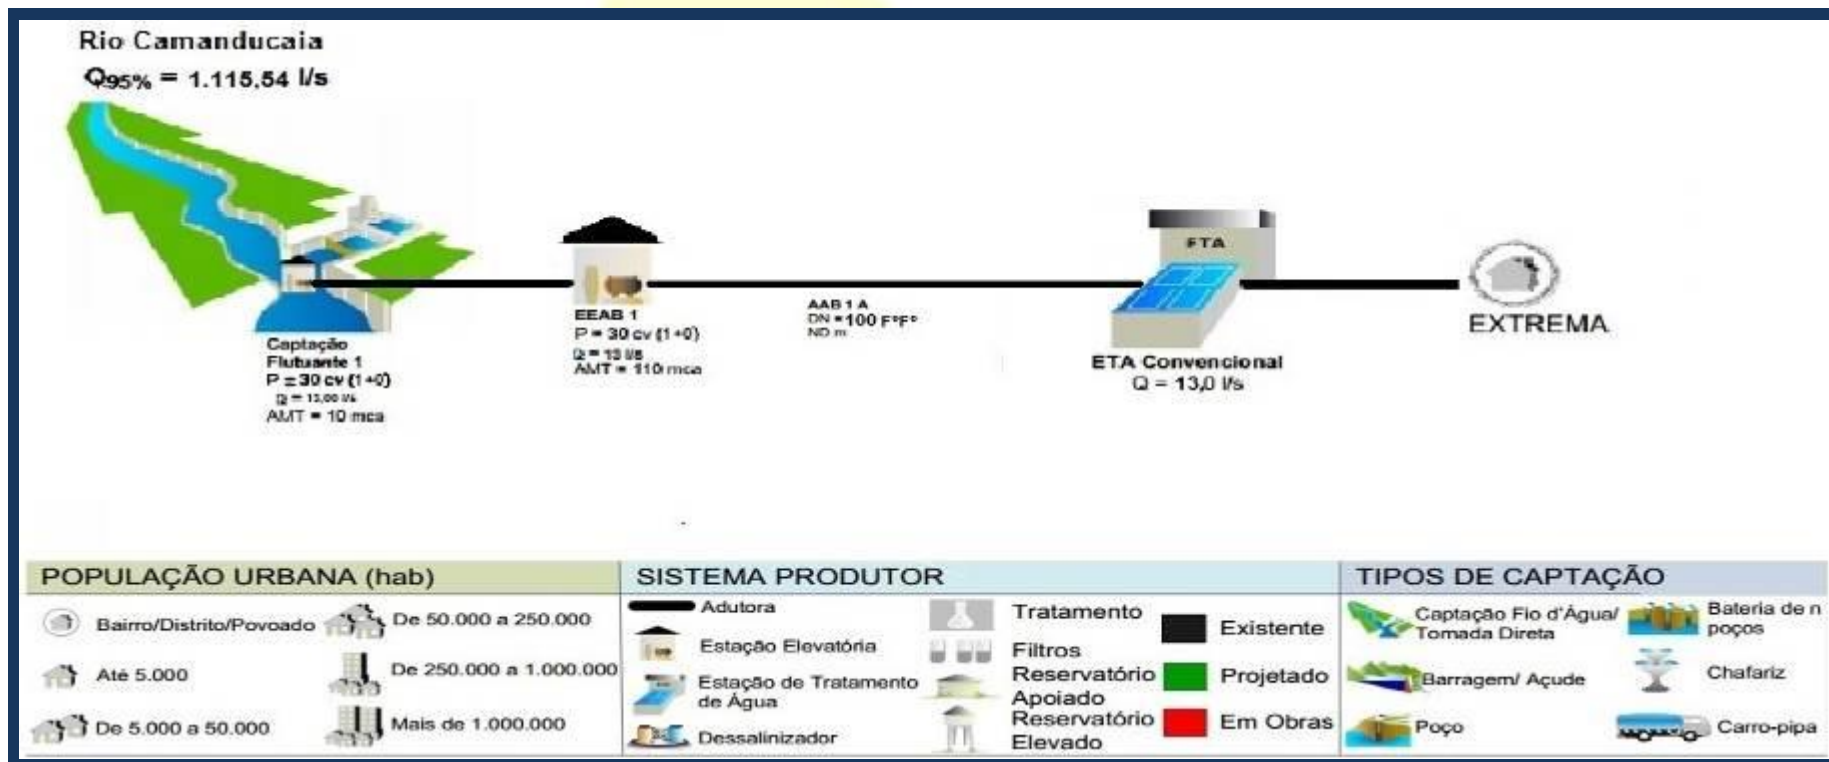 Rio Camanducaia
Q95% = 1.115,54 l/s
Captação
Flutuante 1
P = 30 cv (1+0)
Q = 13,00 l/s
AMT = 10 mca
EEAB 1
P = 30 cv (1+0)
Q = 13 l/s
AMT = 110 mca
AAB 1 A
DN = 100 FºFº
ND m
ETA
ETA Convencional
Q = 13,0 l/s
EXTREMA
POPULAÇÃO URBANA (hab)
Bairro/Distrito/Povoado
Até 5.000
De 5.000 a 50.000
De 50.000 a 250.000
De 250.000 a 1.000.000
Mais de 1.000.000
SISTEMA PRODUTOR
Adutora
Estação Elevatória
Estação de Tratamento
de Água
Dessalinizador
Tratamento
Filtros
Reservatório
Apoiado
Reservatório
Elevado
Existente
Projetado
Em Obras
TIPOS DE CAPTAÇÃO
Captação Fio d'Água/
Tomada Direta
Barragem/ Açude
Poço
Bateria de n
poços
Chafariz
Carro-pipa